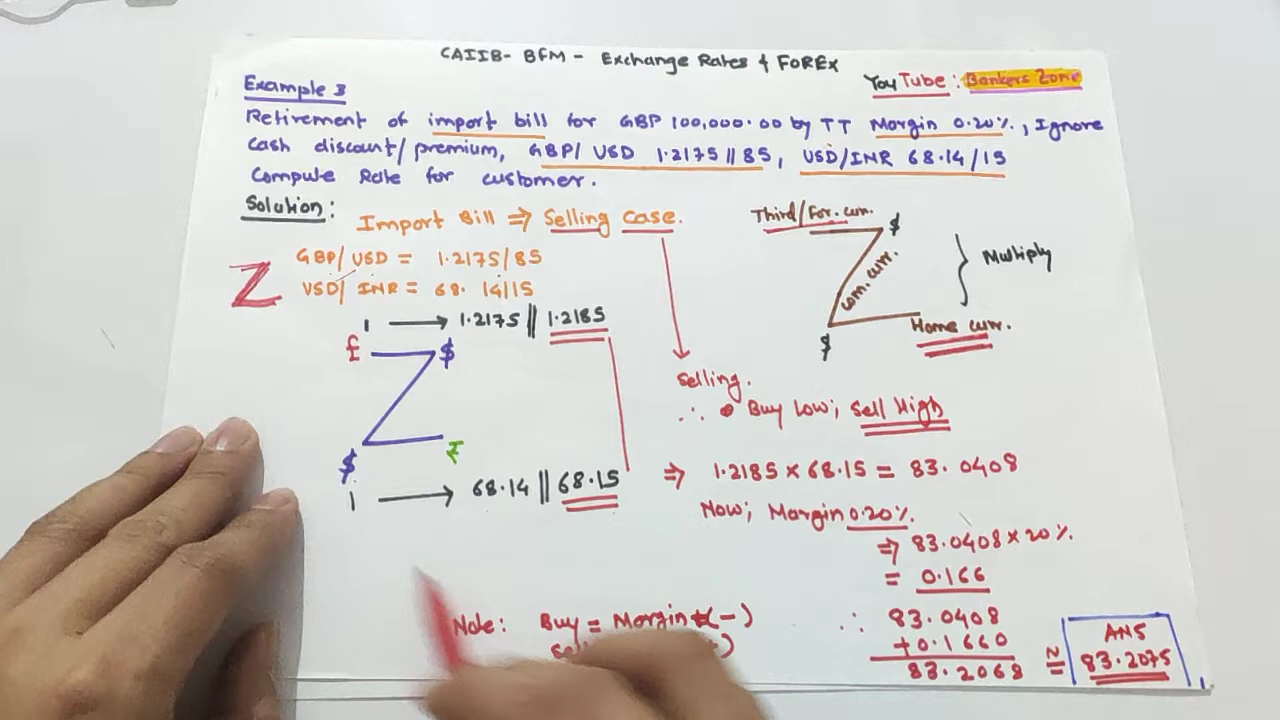 CAIIB- BFM - Exchange Rates & FOREX
YouTube: Bankers Zone
Example 3
Retirement of import bill for GBP 100,000.00 by TT Margin 0.20%, Ignore
Cash discount/premium, GBP/USD 1.2175||85, USD/INR 68.14/15
Compute Rate for customer.
Solution:
Import Bill ⇒ Selling Case.
GBP/USD = 1.2175/85
USD/INR = 68.14/15
Z
1 → 1.2175 || 1.2185
£ $
$ ₹
1 → 68.14 || 68.15
Third/For. curr. $
com. curr.
} Multiply
$ Home curr.
Selling.
∴ Buy Low; Sell High
⇒ 1.2185 x 68.15 = 83.0408
Now; Margin 0.20%.
⇒ 83.0408 x 20%
= 0.166
∴ 83.0408
+0.1660
83.2068 ≅ ANS
83.2075
Note: Buy = Margin (-)